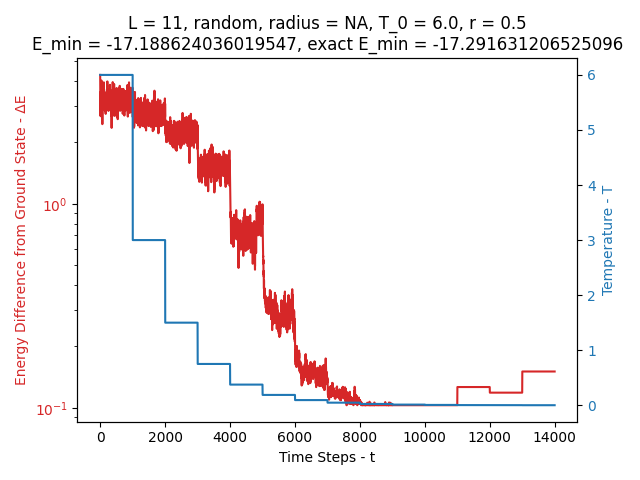 L = 11, random, radius = NA, T_0 = 6.0, r = 0.5
E_min = -17.188624036019547, exact E_min = -17.291631206525096
Energy Difference from Ground State - ΔE
10⁰
10⁻¹
6
5
4
3
2
1
0
Temperature - T
0 2000 4000 6000 8000 10000 12000 14000
Time Steps - t